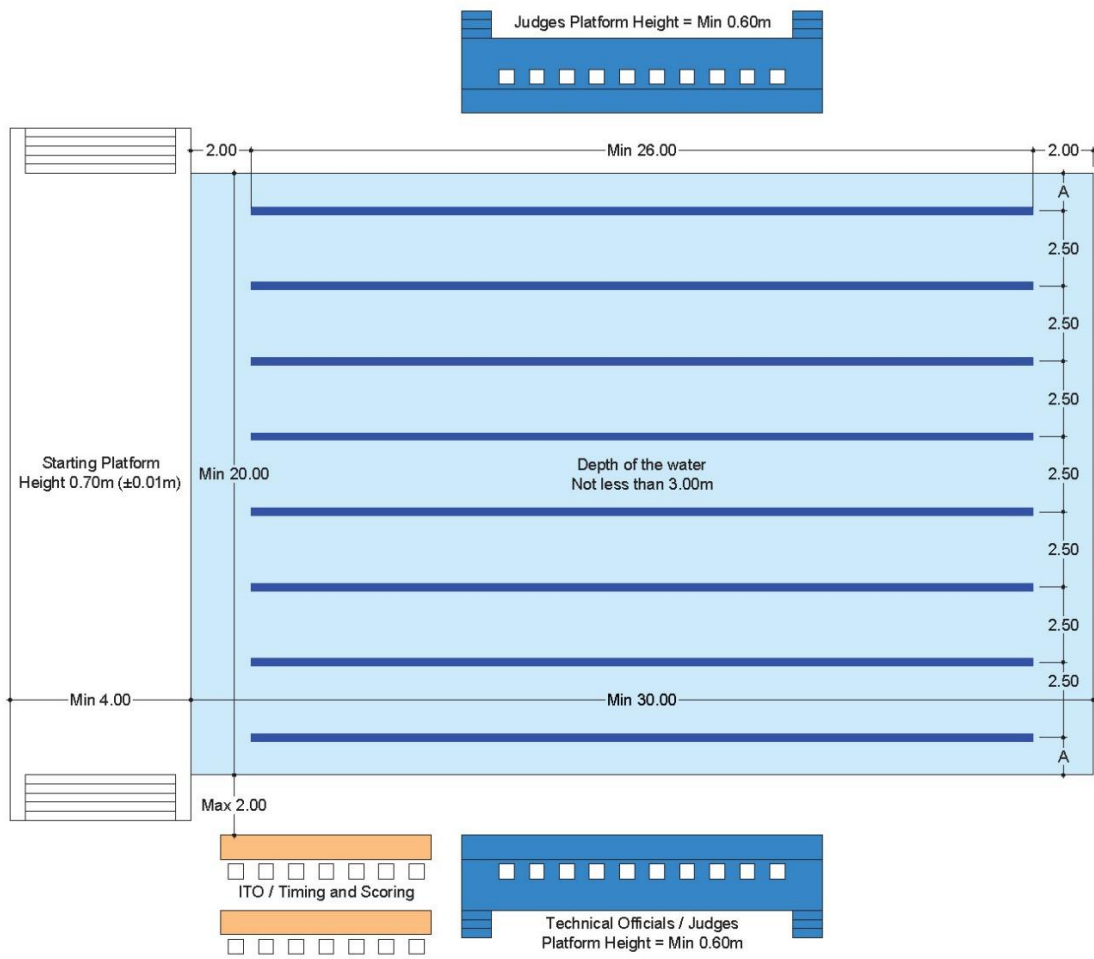 Judges Platform Height = Min 0.60m
2.00
Min 26.00
2.00
A
2.50
2.50
2.50
Starting Platform
Height 0.70m (±0.01m)
Min 20.00
Depth of the water
Not less than 3.00m
2.50
2.50
2.50
2.50
Min 4.00
Min 30.00
A
Max 2.00
ITO / Timing and Scoring
Technical Officials / Judges
Platform Height = Min 0.60m